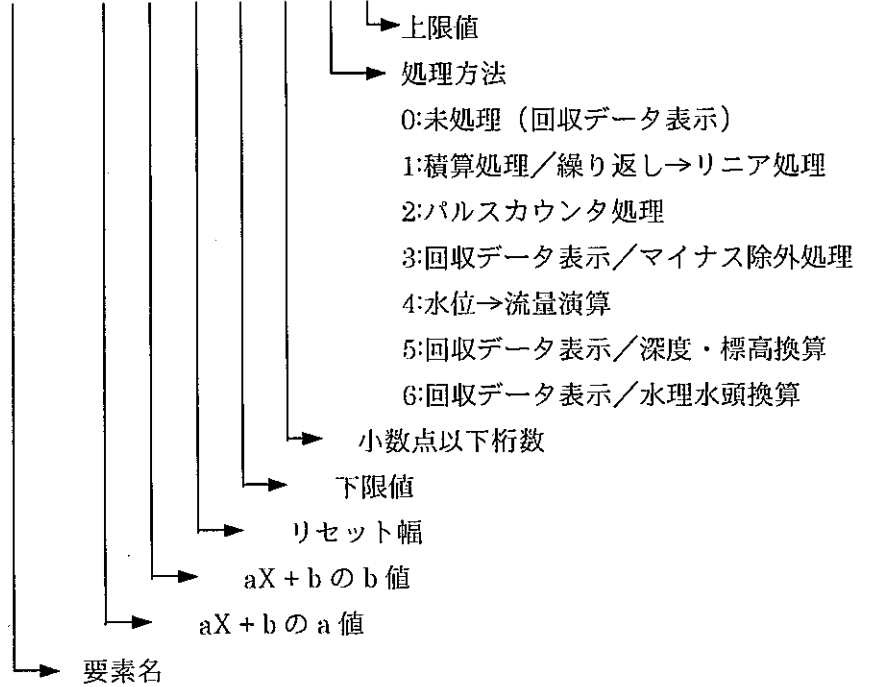 上限値
処理方法
0:未処理（回収データ表示）
1:積算処理／繰り返し→リニア処理
2:パルスカウンタ処理
3:回収データ表示／マイナス除外処理
4:水位→流量演算
5:回収データ表示／深度・標高換算
6:回収データ表示／水理水頭換算
小数点以下桁数
下限値
リセット幅
aX + b の b 値
aX + b の a 値
要素名